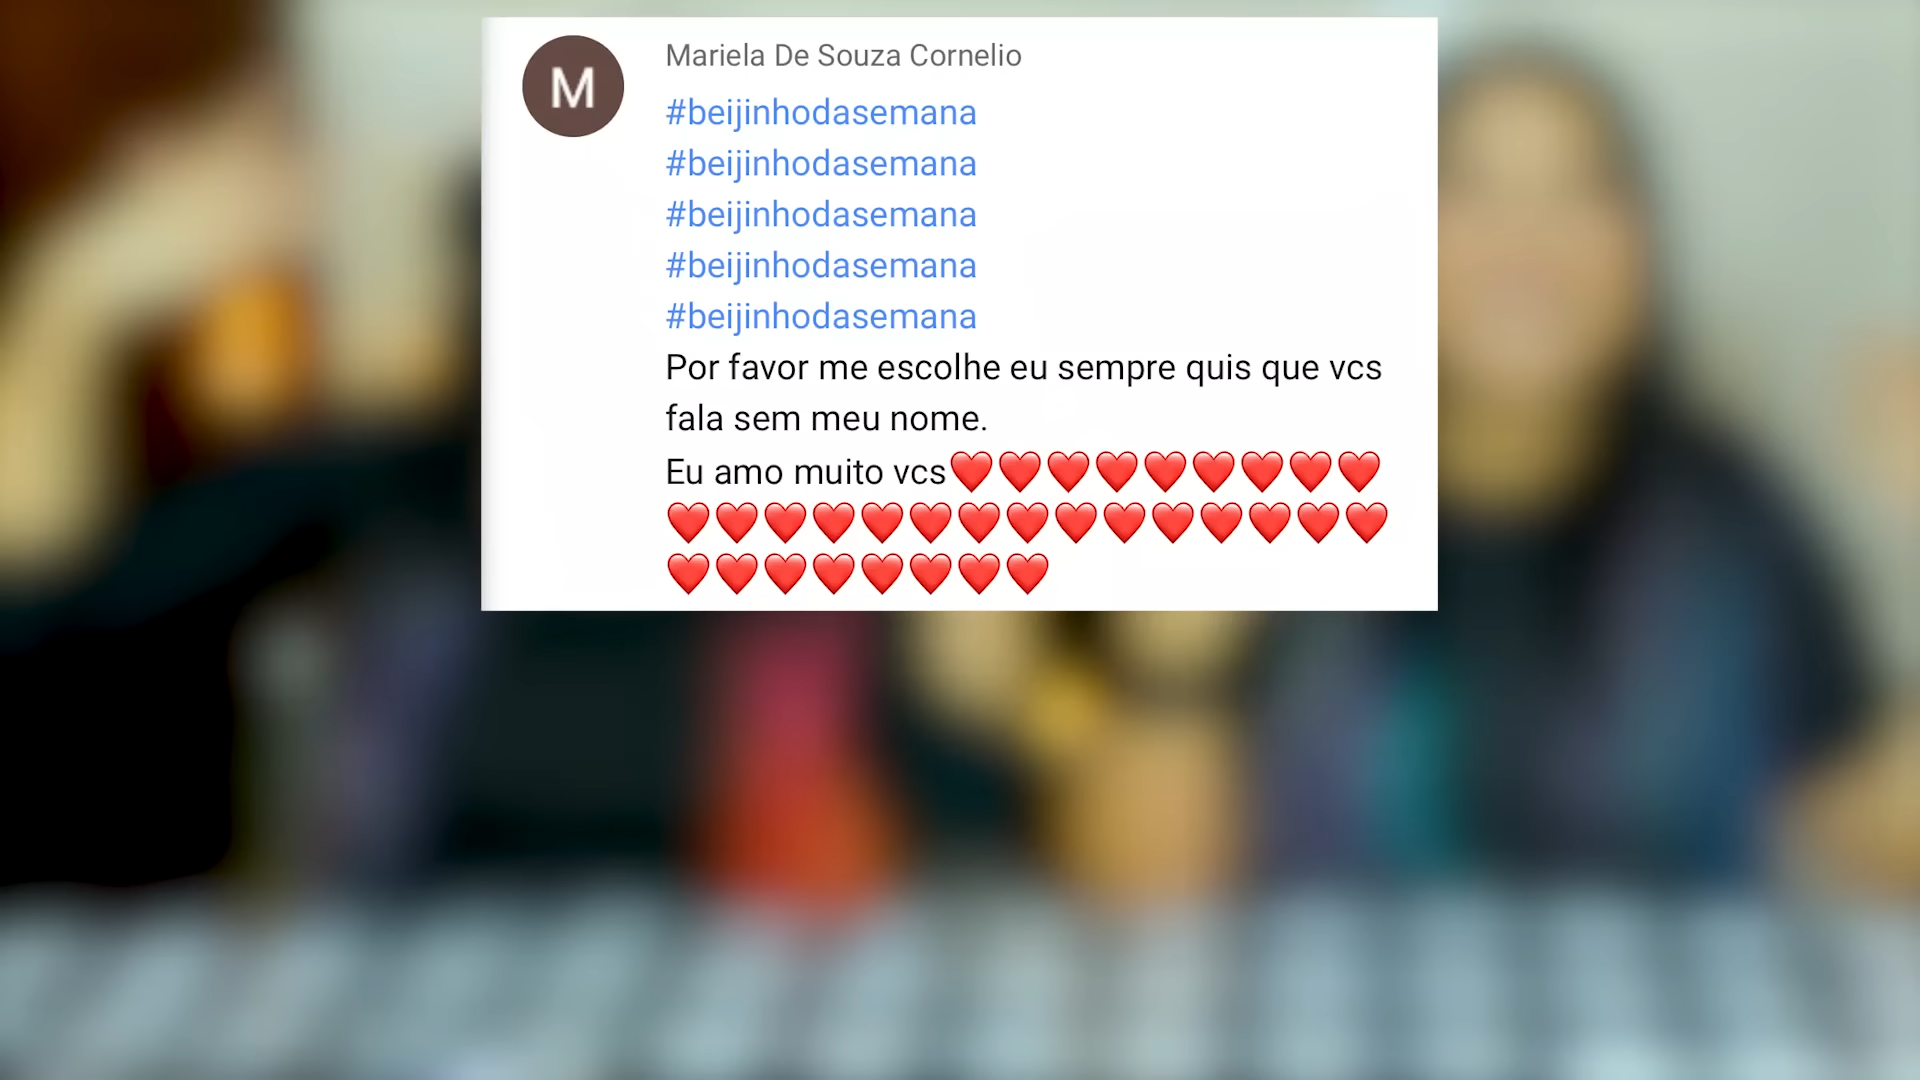 M
Mariela De Souza Cornelio
#beijinhodasemana
#beijinhodasemana
#beijinhodasemana
#beijinhodasemana
#beijinhodasemana
Por favor me escolhe eu sempre quis que vcs
fala sem meu nome.
Eu amo muito vcs❤️❤️❤️❤️❤️❤️❤️❤️❤️
❤️❤️❤️❤️❤️❤️❤️❤️❤️❤️❤️❤️❤️❤️❤️
❤️❤️❤️❤️❤️❤️❤️❤️